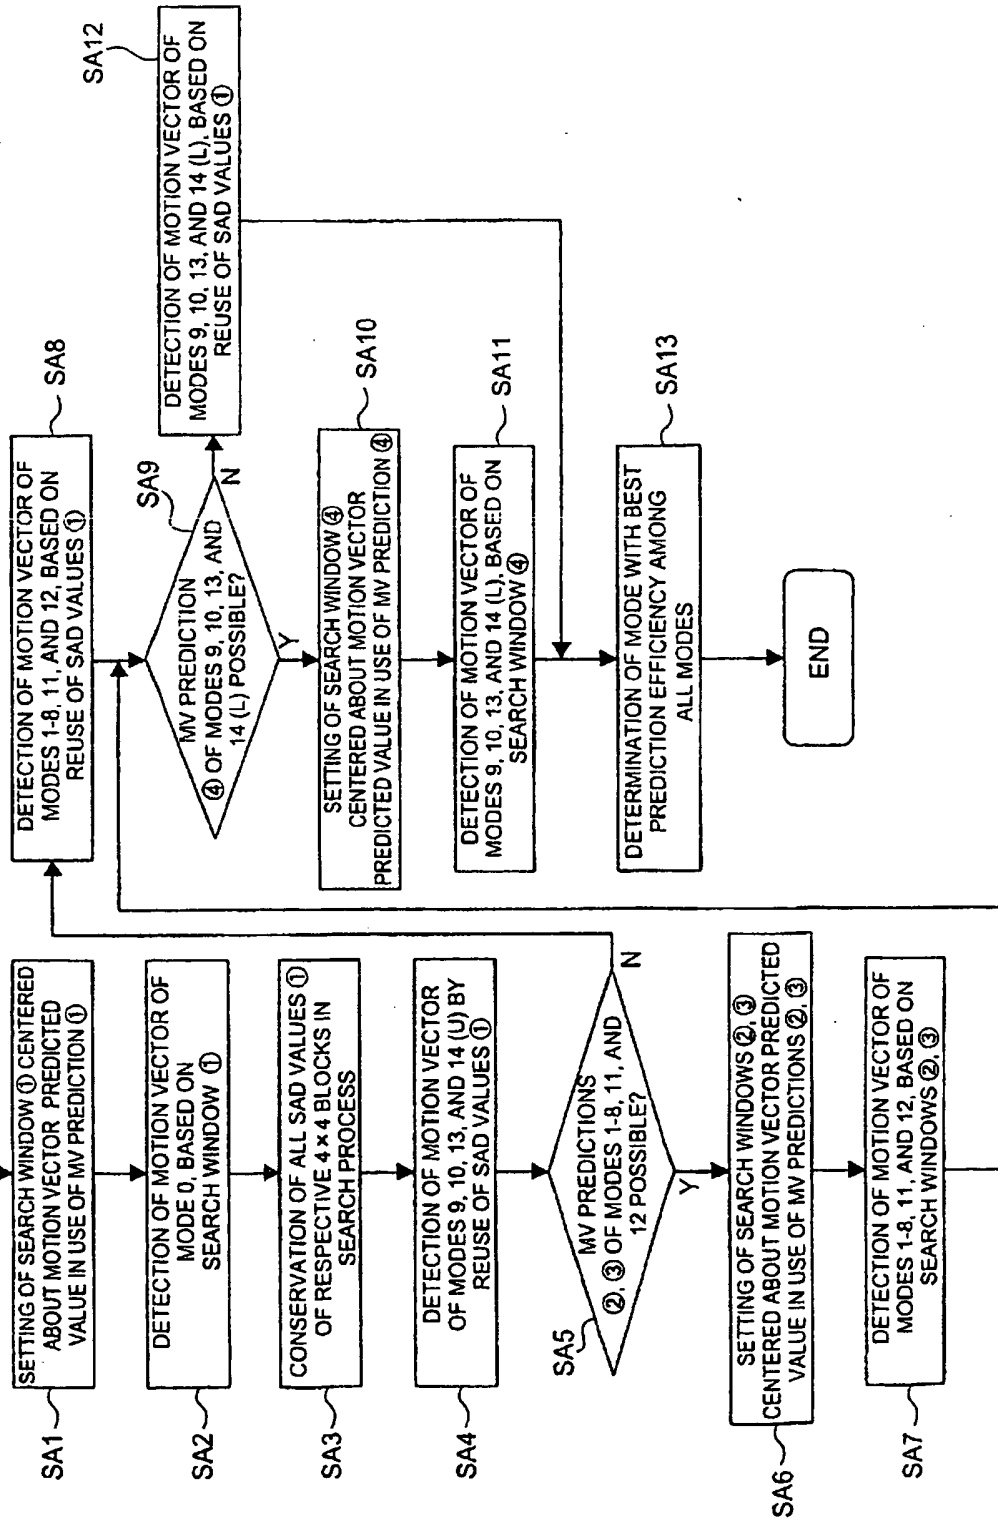 SA1
SETTING OF SEARCH WINDOW ① CENTERED
ABOUT MOTION VECTOR PREDICTED
VALUE IN USE OF MV PREDICTION ①
SA2
DETECTION OF MOTION VECTOR OF
MODE 0, BASED ON
SEARCH WINDOW ①
SA3
CONSERVATION OF ALL SAD VALUES ①
OF RESPECTIVE 4 × 4 BLOCKS IN
SEARCH PROCESS
SA4
DETECTION OF MOTION VECTOR
OF MODES 9, 10, 13, AND 14 (U) BY
REUSE OF SAD VALUES ①
SA5
MV PREDICTIONS
②, ③ OF MODES 1-8, 11, AND
12 POSSIBLE?
N
Y
SA6
SETTING OF SEARCH WINDOWS ②, ③
CENTERED ABOUT MOTION VECTOR PREDICTED
VALUE IN USE OF MV PREDICTIONS ②, ③
SA7
DETECTION OF MOTION VECTOR OF
MODES 1-8, 11, AND 12, BASED ON
SEARCH WINDOWS ②, ③
SA8
DETECTION OF MOTION VECTOR OF
MODES 1-8, 11, AND 12, BASED ON
REUSE OF SAD VALUES ①
SA9
MV PREDICTION
④ OF MODES 9, 10, 13, AND
14 (L) POSSIBLE?
N
Y
SA10
SETTING OF SEARCH WINDOW ④
CENTERED ABOUT MOTION VECTOR
PREDICTED VALUE IN USE OF MV PREDICTION ④
SA11
DETECTION OF MOTION VECTOR OF
MODES 9, 10, 13, AND 14 (L), BASED ON
SEARCH WINDOW ④
SA12
DETECTION OF MOTION VECTOR OF
MODES 9, 10, 13, AND 14 (L), BASED ON
REUSE OF SAD VALUES ①
SA13
DETERMINATION OF MODE WITH BEST
PREDICTION EFFICIENCY AMONG
ALL MODES
END